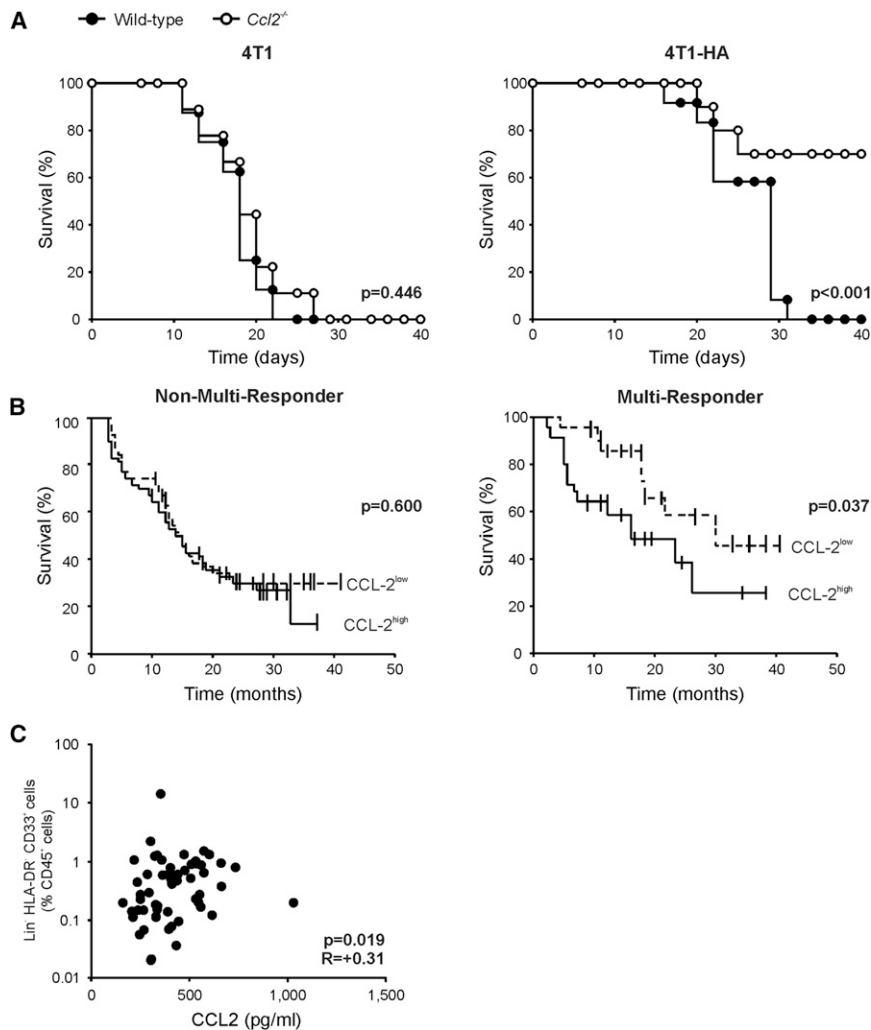 A
Wild-type
Ccl2⁻/⁻
4T1
Survival (%)
100
80
60
40
20
0
p=0.446
0 10 20 30 40
Time (days)
4T1-HA
Survival (%)
100
80
60
40
20
0
p<0.001
0 10 20 30 40
Time (days)
B
Non-Multi-Responder
Survival (%)
100
80
60
40
20
0
p=0.600
CCL-2ˡᵒʷ
CCL-2ʰⁱᵍʰ
0 10 20 30 40 50
Time (months)
Multi-Responder
Survival (%)
100
80
60
40
20
0
p=0.037
CCL-2ˡᵒʷ
CCL-2ʰⁱᵍʰ
0 10 20 30 40 50
Time (months)
C
Lin⁻ HLA-DR⁻ CD33⁺ cells
(% CD45⁺ cells)
100
10
1
0.1
0.01
p=0.019
R=+0.31
0 500 1,000 1,500
CCL2 (pg/ml)